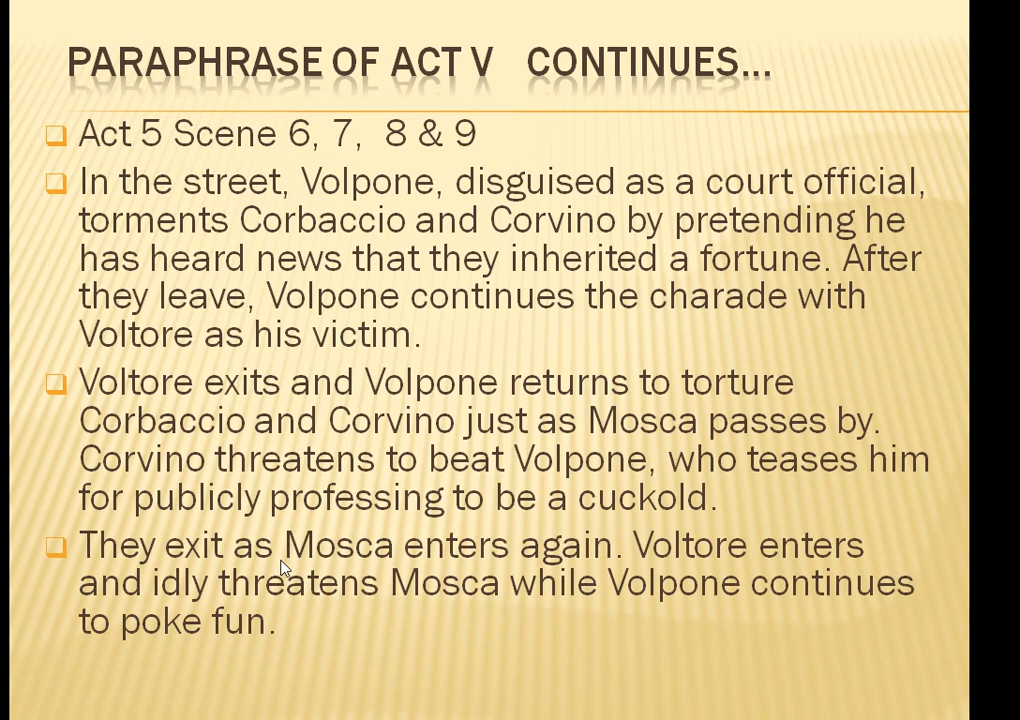 PARAPHRASE OF ACT V CONTINUES...
Act 5 Scene 6, 7, 8 & 9
In the street, Volpone, disguised as a court official,
torments Corbaccio and Corvino by pretending he
has heard news that they inherited a fortune. After
they leave, Volpone continues the charade with
Voltore as his victim.
Voltore exits and Volpone returns to torture
Corbaccio and Corvino just as Mosca passes by.
Corvino threatens to beat Volpone, who teases him
for publicly professing to be a cuckold.
They exit as Mosca enters again. Voltore enters
and idly threatens Mosca while Volpone continues
to poke fun.